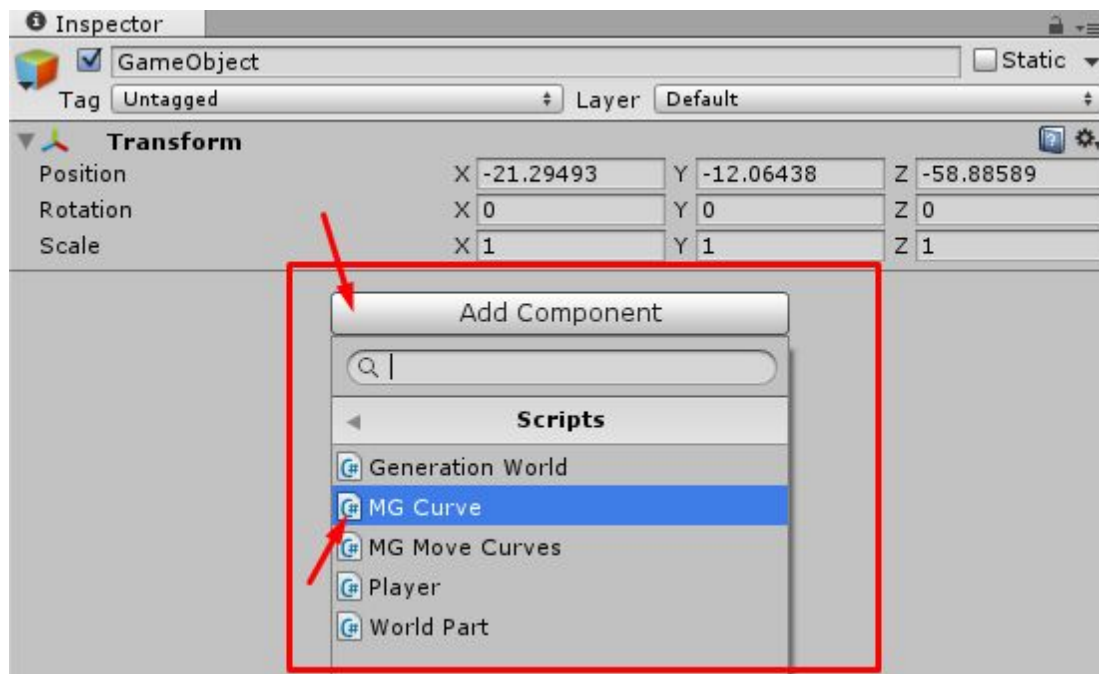 Inspector
GameObject Static
Tag Untagged Layer Default
Transform
Position X -21.29493 Y -12.06438 Z -58.88589
Rotation X 0 Y 0 Z 0
Scale X 1 Y 1 Z 1
Add Component
Scripts
Generation World
MG Curve
MG Move Curves
Player
World Part